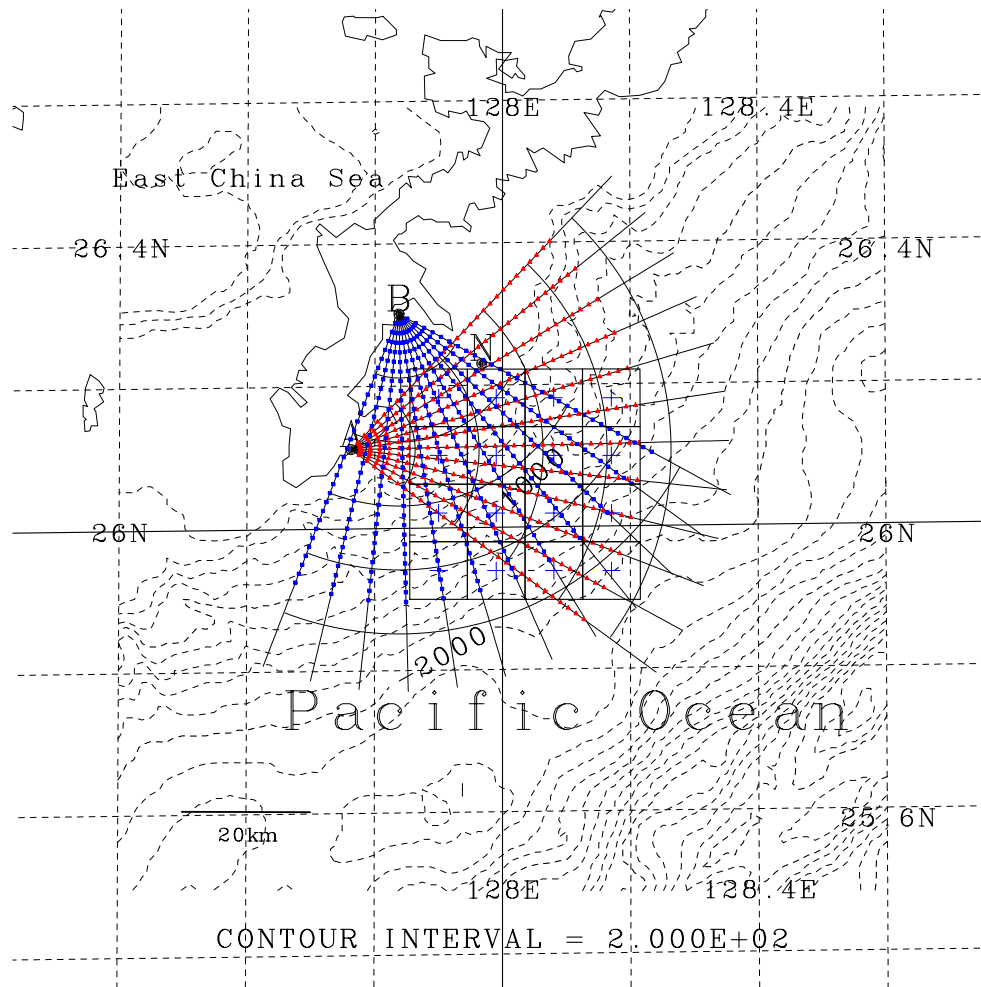 128E 128.4E
East China Sea
26.4N 26.4N
B
N
A
1000
26N 26N
2000
Pacific Ocean
25.6N
20km
128E 128.4E
CONTOUR INTERVAL = 2.000E+02